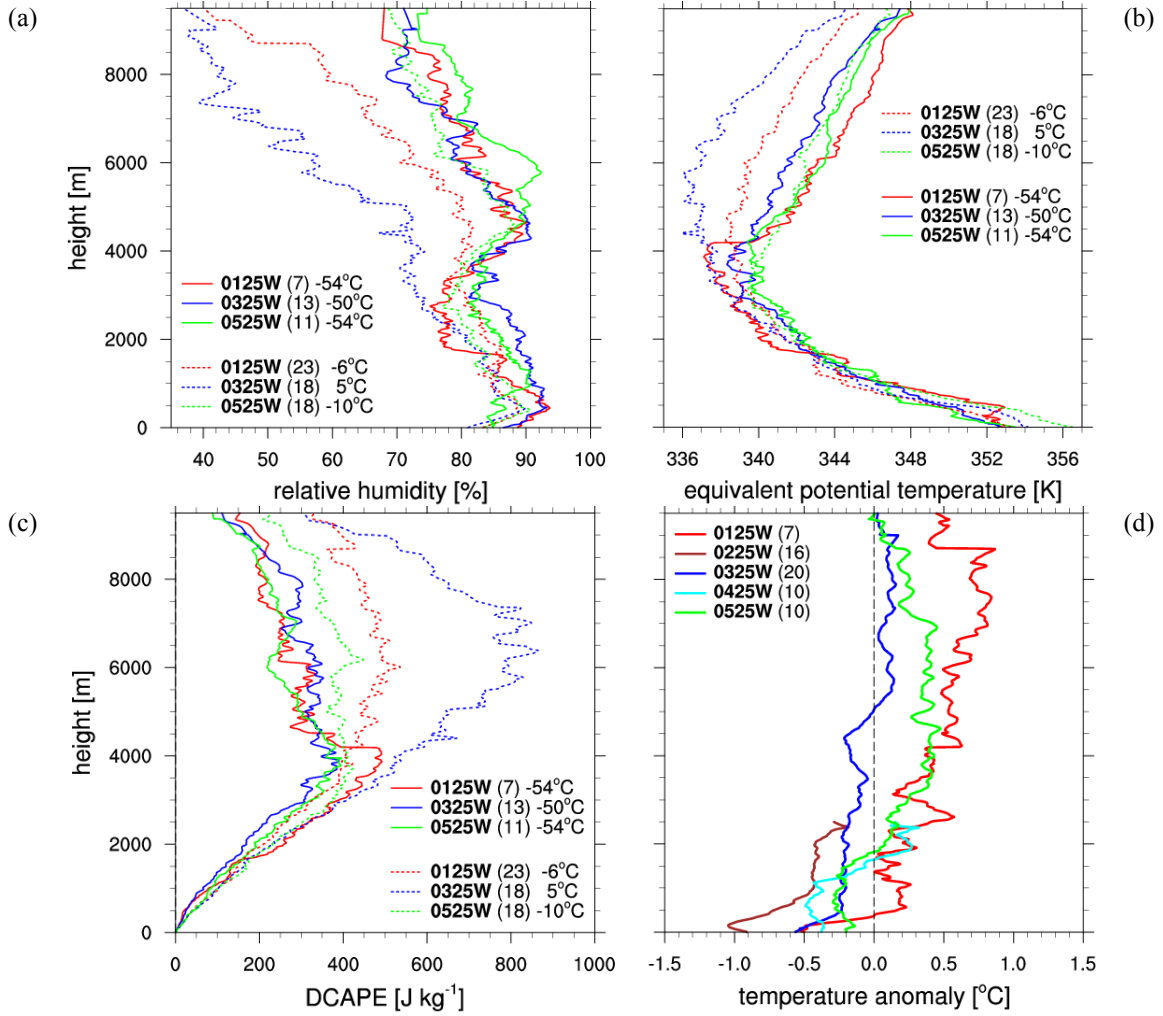 (a)
height [m]
8000
6000
4000
2000
0
0125W (7) -54°C
0325W (13) -50°C
0525W (11) -54°C
0125W (23) -6°C
0325W (18) 5°C
0525W (18) -10°C
40 50 60 70 80 90 100
relative humidity [%]
(b)
0125W (23) -6°C
0325W (18) 5°C
0525W (18) -10°C
0125W (7) -54°C
0325W (13) -50°C
0525W (11) -54°C
336 340 344 348 352 356
equivalent potential temperature [K]
(c)
height [m]
8000
6000
4000
2000
0
0125W (7) -54°C
0325W (13) -50°C
0525W (11) -54°C
0125W (23) -6°C
0325W (18) 5°C
0525W (18) -10°C
0 200 400 600 800 1000
DCAPE [J kg⁻¹]
(d)
0125W (7)
0225W (16)
0325W (20)
0425W (10)
0525W (10)
-1.5 -1.0 -0.5 0.0 0.5 1.0 1.5
temperature anomaly [°C]